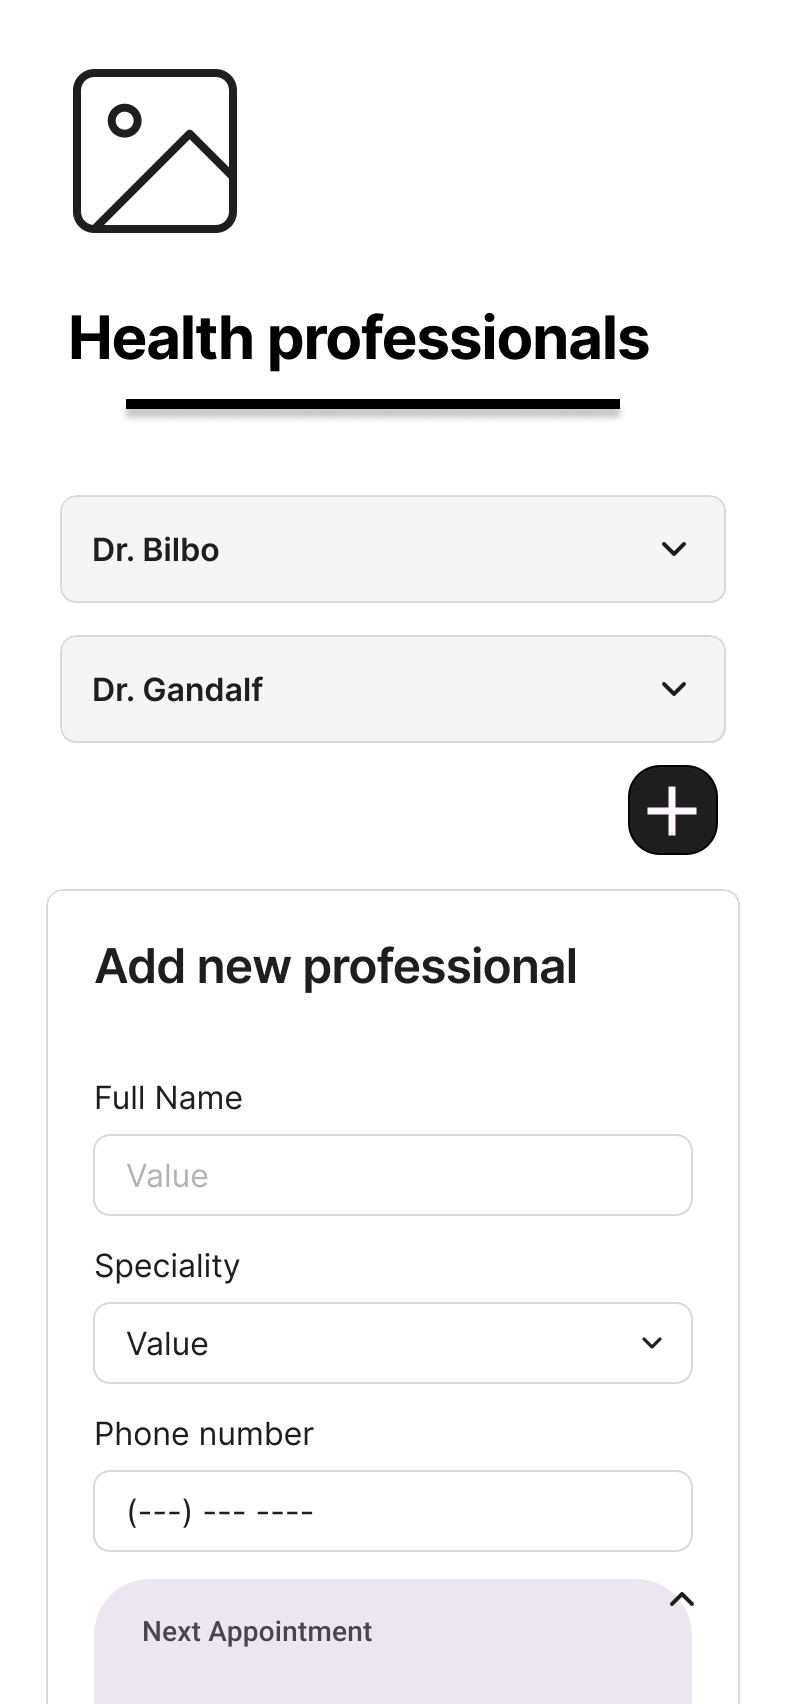 Health professionals
Dr. Bilbo
Dr. Gandalf
Add new professional
Full Name
Value
Speciality
Value
Phone number
(---) --- ----
Next Appointment